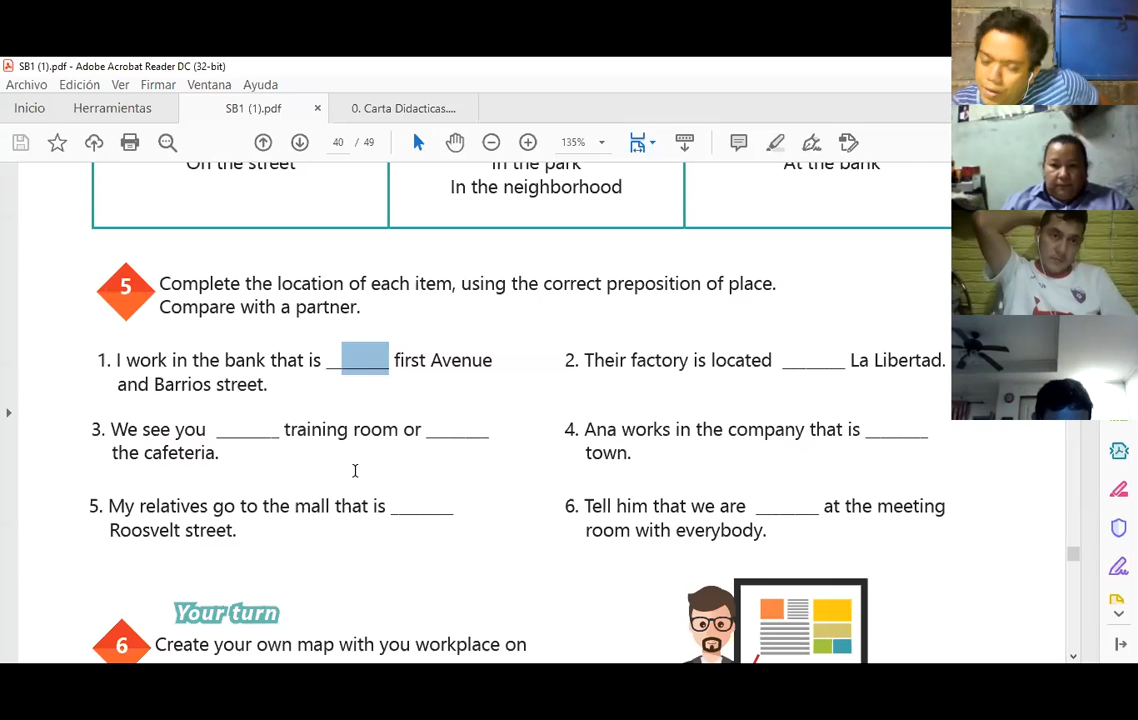 SB1 (1).pdf - Adobe Acrobat Reader DC (32-bit)
Archivo Edición Ver Firmar Ventana Ayuda
Inicio Herramientas SB1 (1).pdf × 0. Carta Didacticas....
40 / 49 135%
On the street In the park At the bank
In the neighborhood
5 Complete the location of each item, using the correct preposition of place.
Compare with a partner.
1. I work in the bank that is _______ first Avenue
and Barrios street.
2. Their factory is located _______ La Libertad.
3. We see you _______ training room or _______
the cafeteria.
4. Ana works in the company that is _______
town.
5. My relatives go to the mall that is _______
Roosvelt street.
6. Tell him that we are _______ at the meeting
room with everybody.
Your turn
6 Create your own map with you workplace on